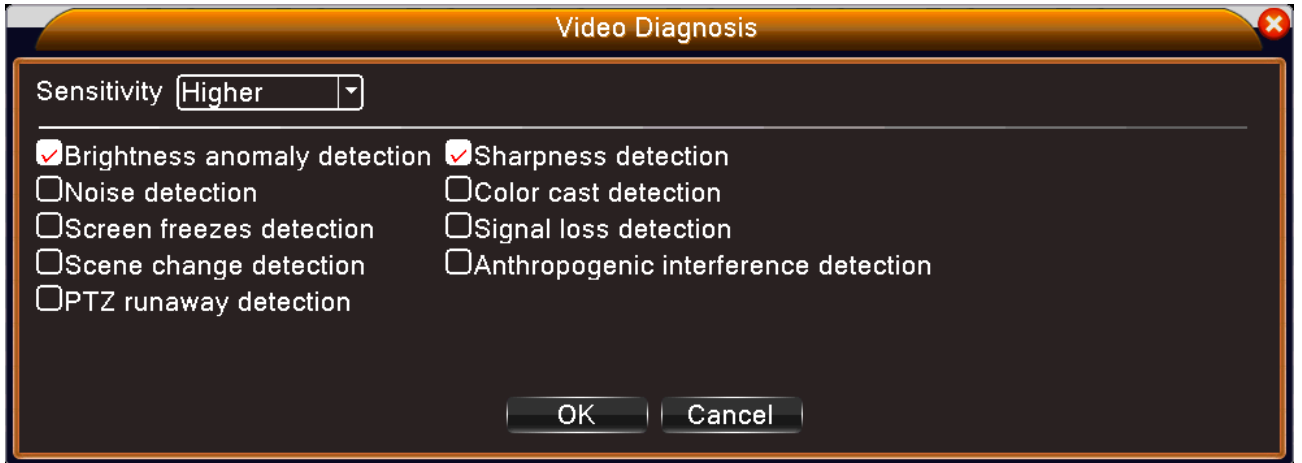 Video Diagnosis
Sensitivity Higher
Brightness anomaly detection Sharpness detection
Noise detection Color cast detection
Screen freezes detection Signal loss detection
Scene change detection Anthropogenic interference detection
PTZ runaway detection
OK Cancel